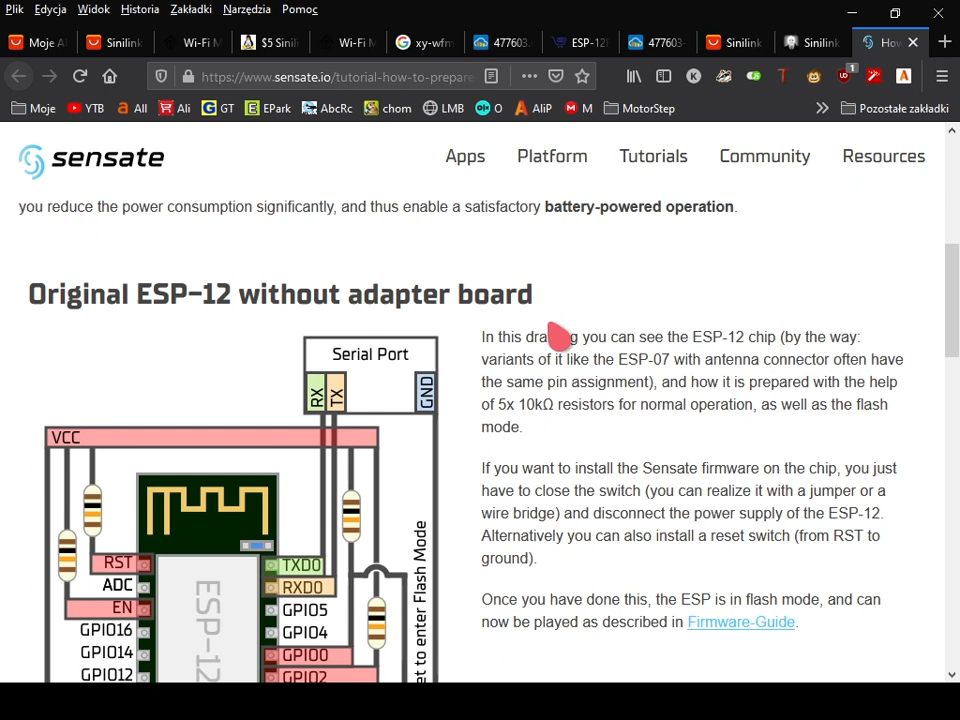 Plik Edycja Widok Historia Zakładki Narzędzia Pomoc
Moje A
Sinilink
Wi-Fi M
$5 Sinili
Wi-Fi M
xy-wfm
477603
ESP-12F
477603
Sinilink
Sinilink
How
https://www.sensate.io/tutorial-how-to-prepare
Moje YTB All Ali GT EPark AbcRc chom LMB O AliP M MotorStep Pozostałe zakładki
sensate
Apps Platform Tutorials Community Resources
you reduce the power consumption significantly, and thus enable a satisfactory battery-powered operation.
Original ESP-12 without adapter board
Serial Port
RX TX GND
VCC
RST
ADC
EN
GPIO16
GPIO14
GPIO12
ESP-12
TXD0
RXD0
GPIO5
GPIO4
GPIO0
GPIO2
et to enter Flash Mode
In this drawing you can see the ESP-12 chip (by the way:
variants of it like the ESP-07 with antenna connector often have
the same pin assignment), and how it is prepared with the help
of 5x 10kΩ resistors for normal operation, as well as the flash
mode.
If you want to install the Sensate firmware on the chip, you just
have to close the switch (you can realize it with a jumper or a
wire bridge) and disconnect the power supply of the ESP-12.
Alternatively you can also install a reset switch (from RST to
ground).
Once you have done this, the ESP is in flash mode, and can
now be played as described in Firmware-Guide.